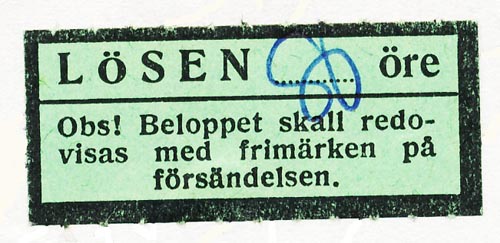 LÖSEN ............ öre
Obs! Beloppet skall redo-
visas med frimärken på
försändelsen.